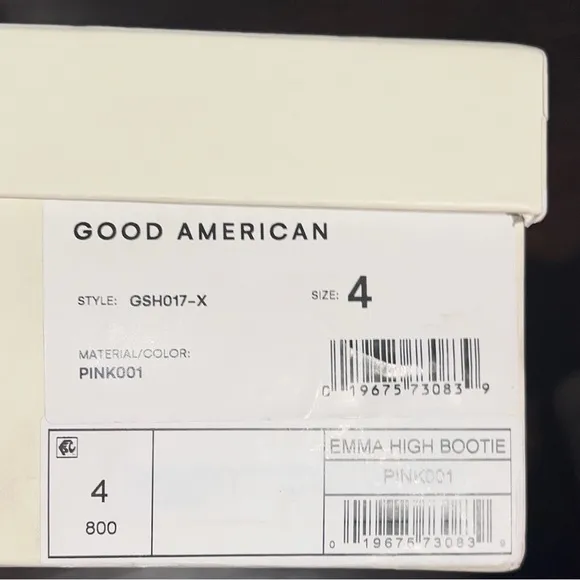 GOOD AMERICAN
STYLE: GSH017-X
SIZE: 4
MATERIAL/COLOR:
PINK001
0 19675 73083 9
4
800
EMMA HIGH BOOTIE
PINK001
0 19675 73083 9